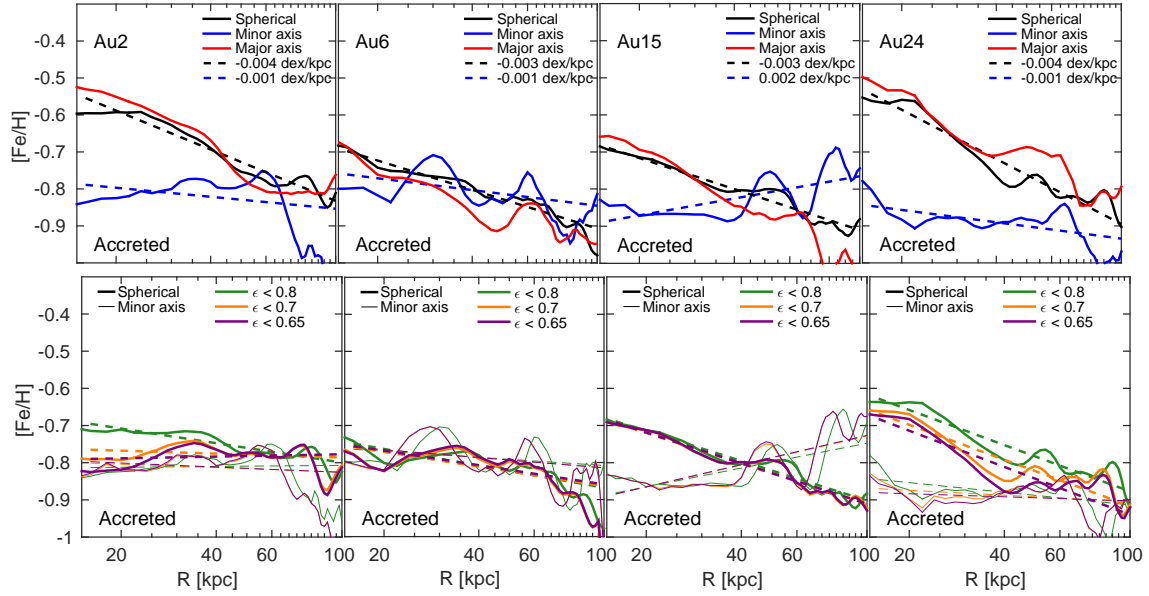 Au2
Spherical
Minor axis
Major axis
-0.004 dex/kpc
-0.001 dex/kpc
Accreted
Au6
Spherical
Minor axis
Major axis
-0.003 dex/kpc
-0.001 dex/kpc
Accreted
Au15
Spherical
Minor axis
Major axis
-0.003 dex/kpc
0.002 dex/kpc
Accreted
Au24
Spherical
Minor axis
Major axis
-0.004 dex/kpc
-0.001 dex/kpc
Accreted
[Fe/H]
-0.4
-0.5
-0.6
-0.7
-0.8
-0.9
Spherical
Minor axis
ϵ < 0.8
ϵ < 0.7
ϵ < 0.65
Accreted
Spherical
Minor axis
ϵ < 0.8
ϵ < 0.7
ϵ < 0.65
Accreted
Spherical
Minor axis
ϵ < 0.8
ϵ < 0.7
ϵ < 0.65
Accreted
Spherical
Minor axis
ϵ < 0.8
ϵ < 0.7
ϵ < 0.65
Accreted
[Fe/H]
-0.4
-0.5
-0.6
-0.7
-0.8
-0.9
-1
20 40 60 100
20 40 60 100
20 40 60 100
20 40 60 100
R [kpc]
R [kpc]
R [kpc]
R [kpc]